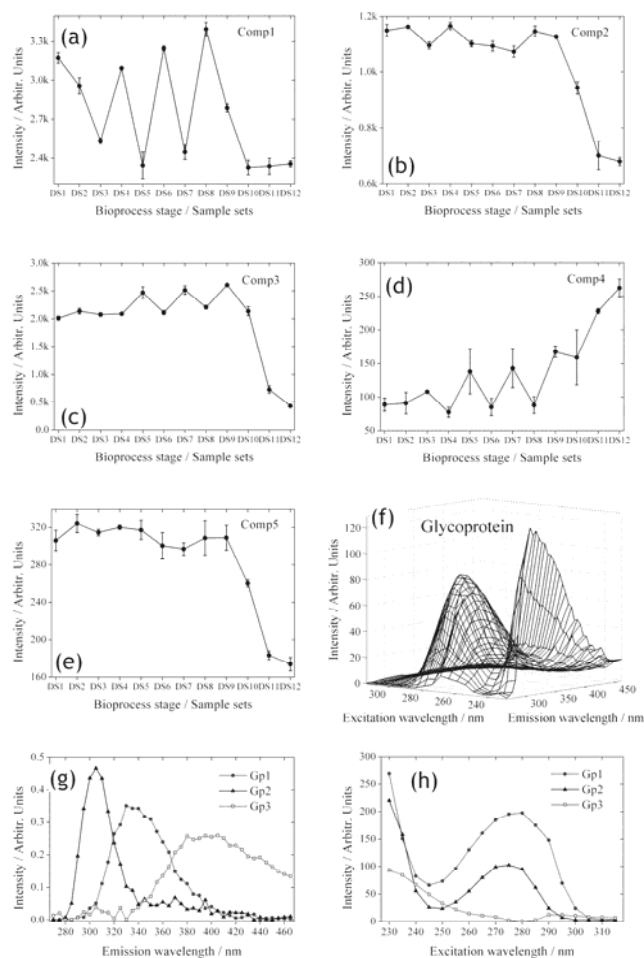 (a)
Comp1
3.3k
3.0k
2.7k
2.4k
Intensity / Arbitr. Units
DS1 DS2 DS3 DS4 DS5 DS6 DS7 DS8 DS9 DS10 DS11 DS12
Bioprocess stage / Sample sets
Comp2
1.2k
1.0k
0.8k
0.6k
(b)
Intensity / Arbitr. Units
DS1 DS2 DS3 DS4 DS5 DS6 DS7 DS8 DS9 DS10 DS11 DS12
Bioprocess stage / Sample sets
Comp3
3.0k
2.5k
2.0k
1.5k
0.5k
0.0k
(c)
Intensity / Arbitr. Units
DS1 DS2 DS3 DS4 DS5 DS6 DS7 DS8 DS9 DS10 DS11 DS12
Bioprocess stage / Sample sets
(d)
Comp4
300
250
200
150
100
50
Intensity / Arbitr. Units
DS1 DS2 DS3 DS4 DS5 DS6 DS7 DS8 DS9 DS10 DS11 DS12
Bioprocess stage / Sample sets
Comp5
320
280
240
200
160
(e)
Intensity / Arbitr. Units
DS1 DS2 DS3 DS4 DS5 DS6 DS7 DS8 DS9 DS10 DS11 DS12
Bioprocess stage / Sample sets
(f)
Glycoprotein
120
100
80
60
40
20
0
Intensity / Arbitr. Units
300 280 260 240
300 350 400 450
Excitation wavelength / nm
Emission wavelength / nm
(g)
Gp1
Gp2
Gp3
0.5
0.4
0.3
0.2
0.1
0.0
Intensity / Arbitr. Units
280 300 320 340 360 380 400 420 440 460
Emission wavelength / nm
(h)
Gp1
Gp2
Gp3
300
250
200
150
100
50
0
Intensity / Arbitr. Units
230 240 250 260 270 280 290 300 310
Excitation wavelength / nm